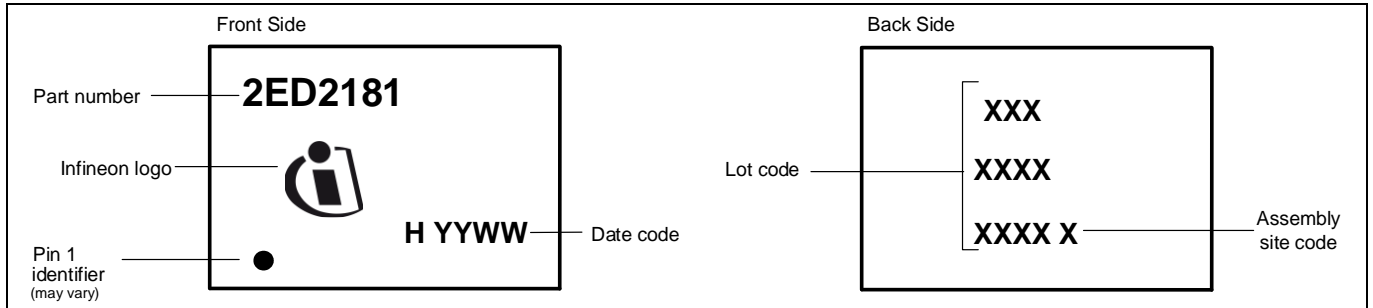 Front Side
Part number
2ED2181
Infineon logo
H YYWW
Date code
Pin 1
identifier
(may vary)
Back Side
XXX
Lot code
XXXX
XXXX X
Assembly
site code